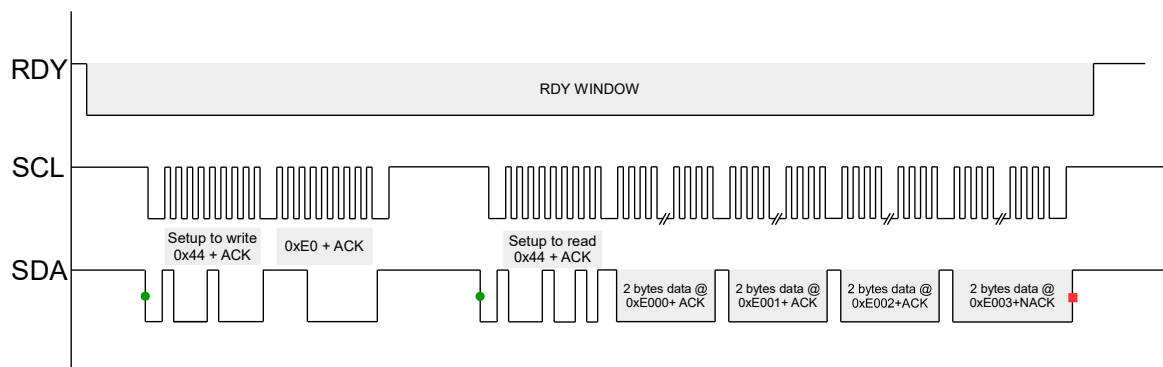 RDY
RDY WINDOW
SCL
Setup to write
0x44 + ACK
0xE0 + ACK
Setup to read
0x44 + ACK
SDA
2 bytes data @
0xE000+ ACK
2 bytes data @
0xE001+ ACK
2 bytes data @
0xE002+ACK
2 bytes data @
0xE003+NACK